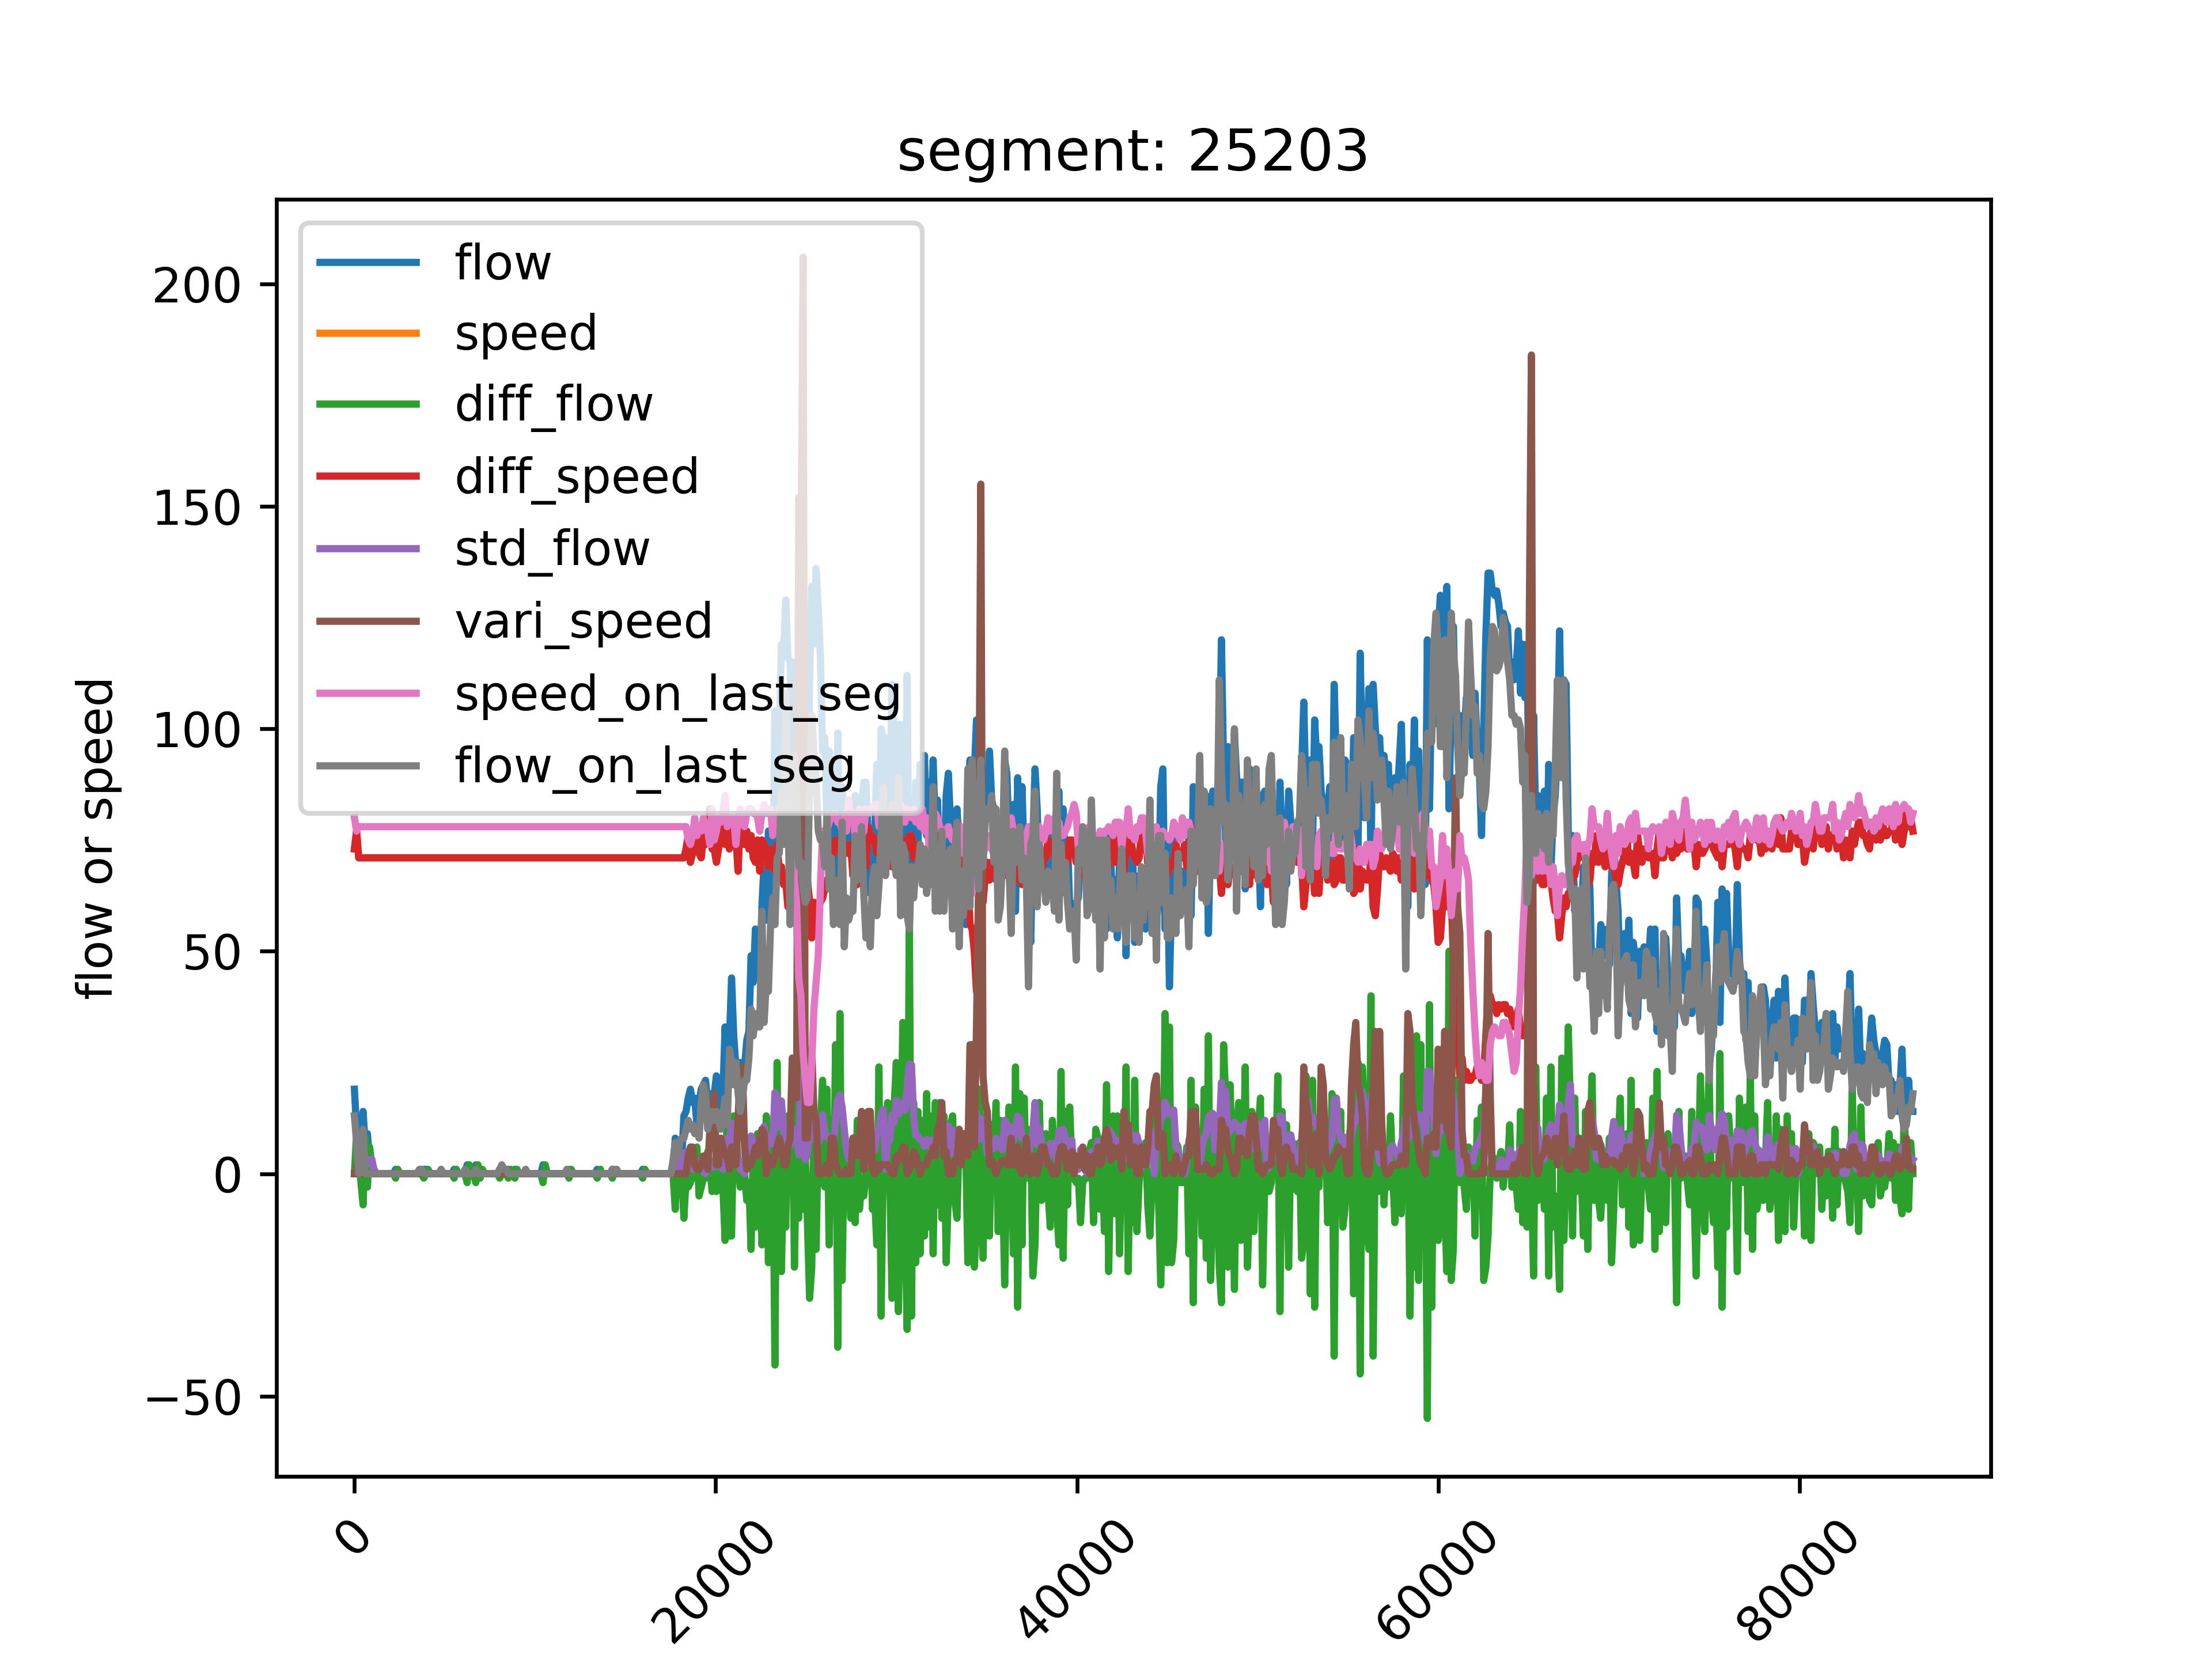 segment: 25203
flow or speed
200
150
100
50
0
−50
flow
speed
diff_flow
diff_speed
std_flow
vari_speed
speed_on_last_seg
flow_on_last_seg
0
20000
40000
60000
80000